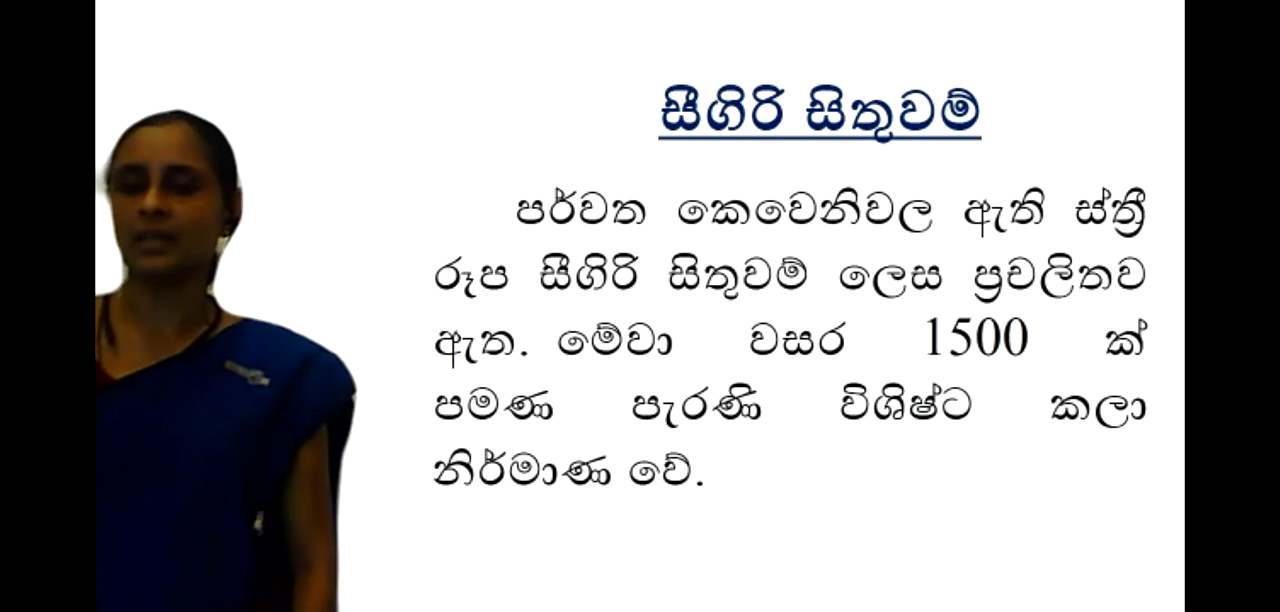 සීගිරි සිතුවම්
පර්වත කෙවෙනිවල ඇති ස්ත්‍රී
රූප සීගිරි සිතුවම් ලෙස ප්‍රචලිතව
ඇත. මේවා වසර 1500 ක්
පමණ පැරණි විශිෂ්ට කලා
නිර්මාණ වේ.